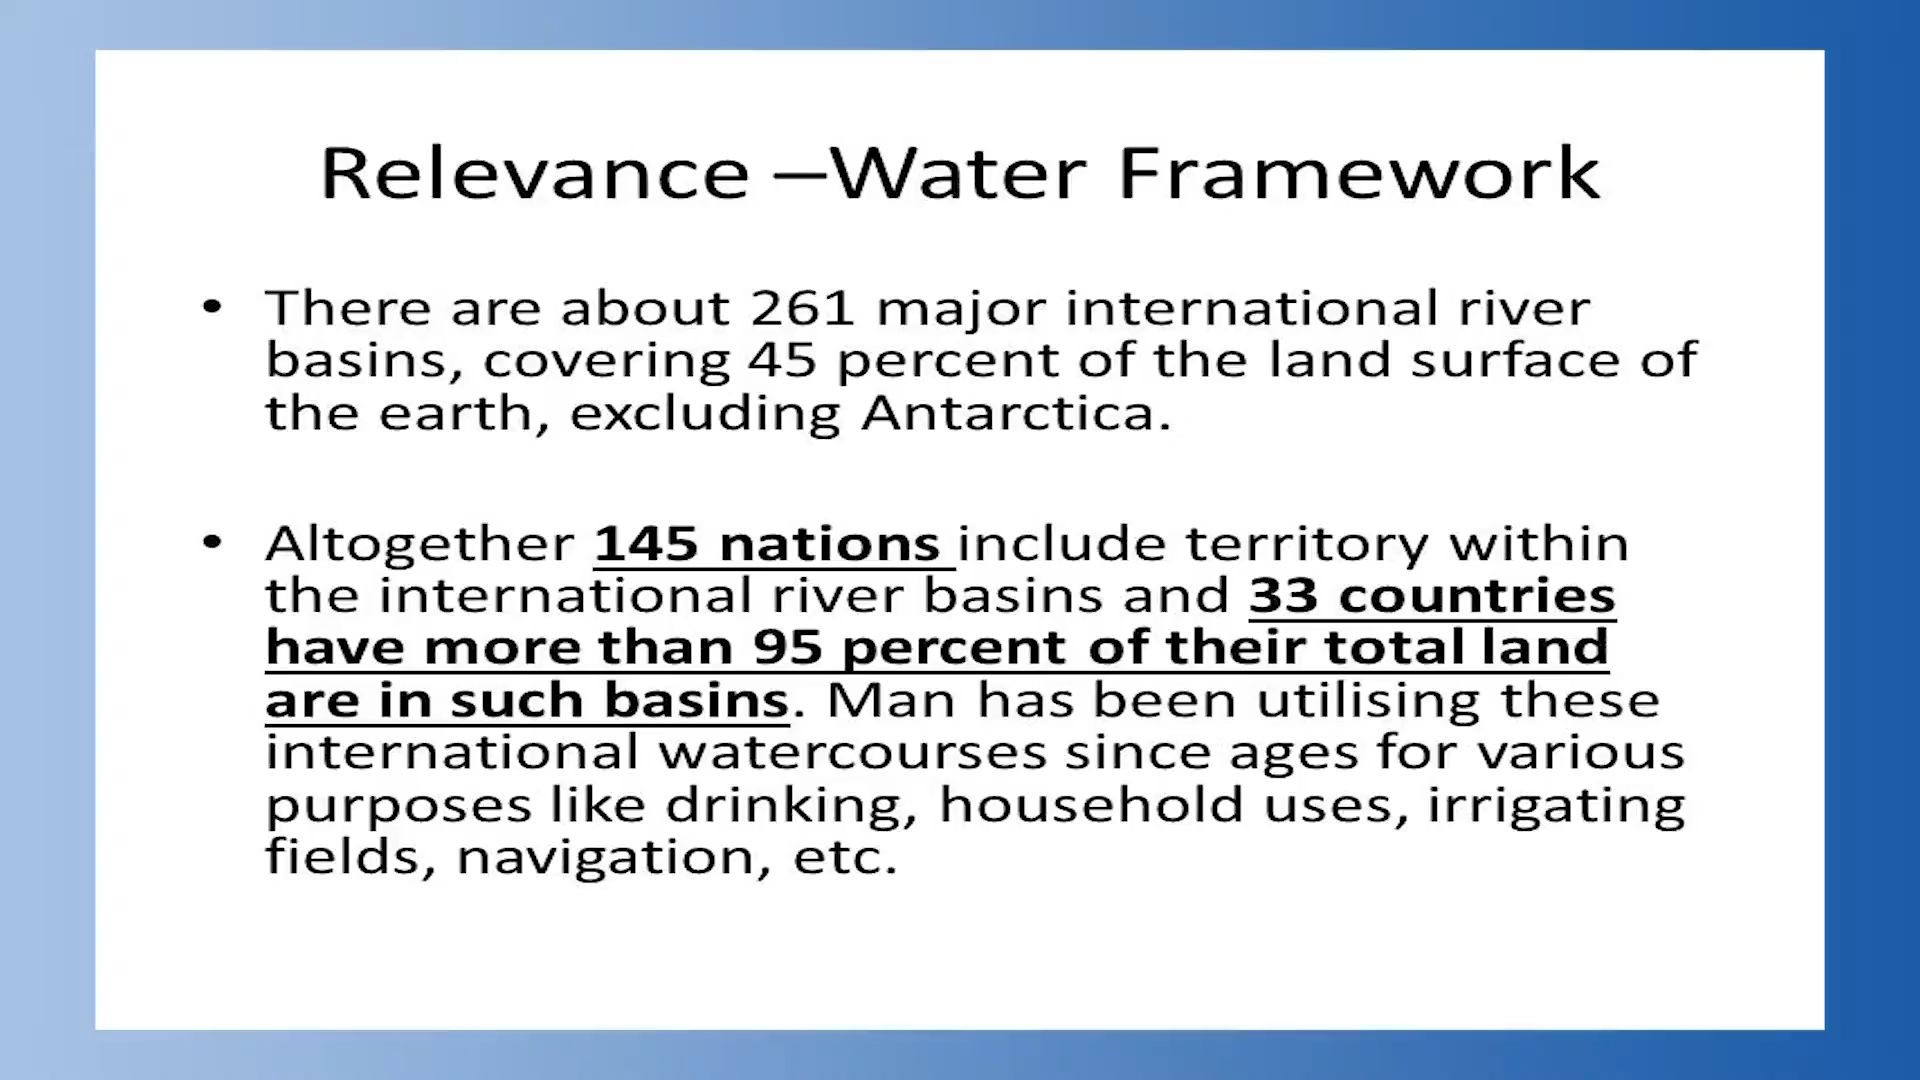 Relevance –Water Framework
• There are about 261 major international river
basins, covering 45 percent of the land surface of
the earth, excluding Antarctica.
• Altogether 145 nations include territory within
the international river basins and 33 countries
have more than 95 percent of their total land
are in such basins. Man has been utilising these
international watercourses since ages for various
purposes like drinking, household uses, irrigating
fields, navigation, etc.